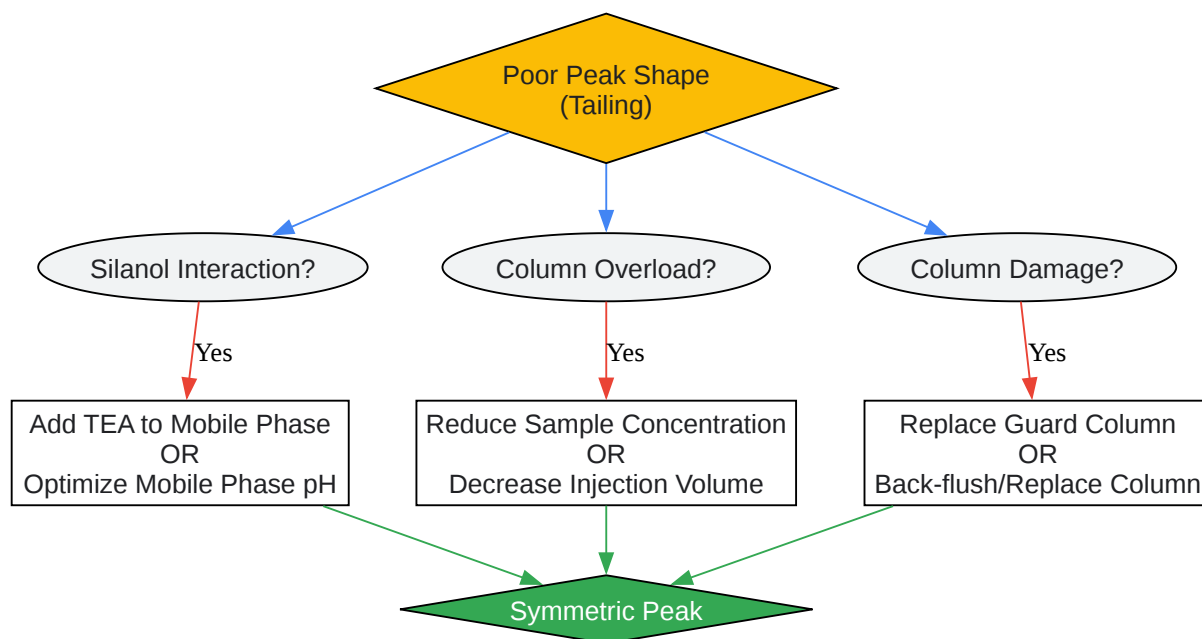 Poor Peak Shape
(Tailing)
Silanol Interaction?
Column Overload?
Column Damage?
Yes
Yes
Yes
Add TEA to Mobile Phase
OR
Optimize Mobile Phase pH
Reduce Sample Concentration
OR
Decrease Injection Volume
Replace Guard Column
OR
Back-flush/Replace Column
Symmetric Peak